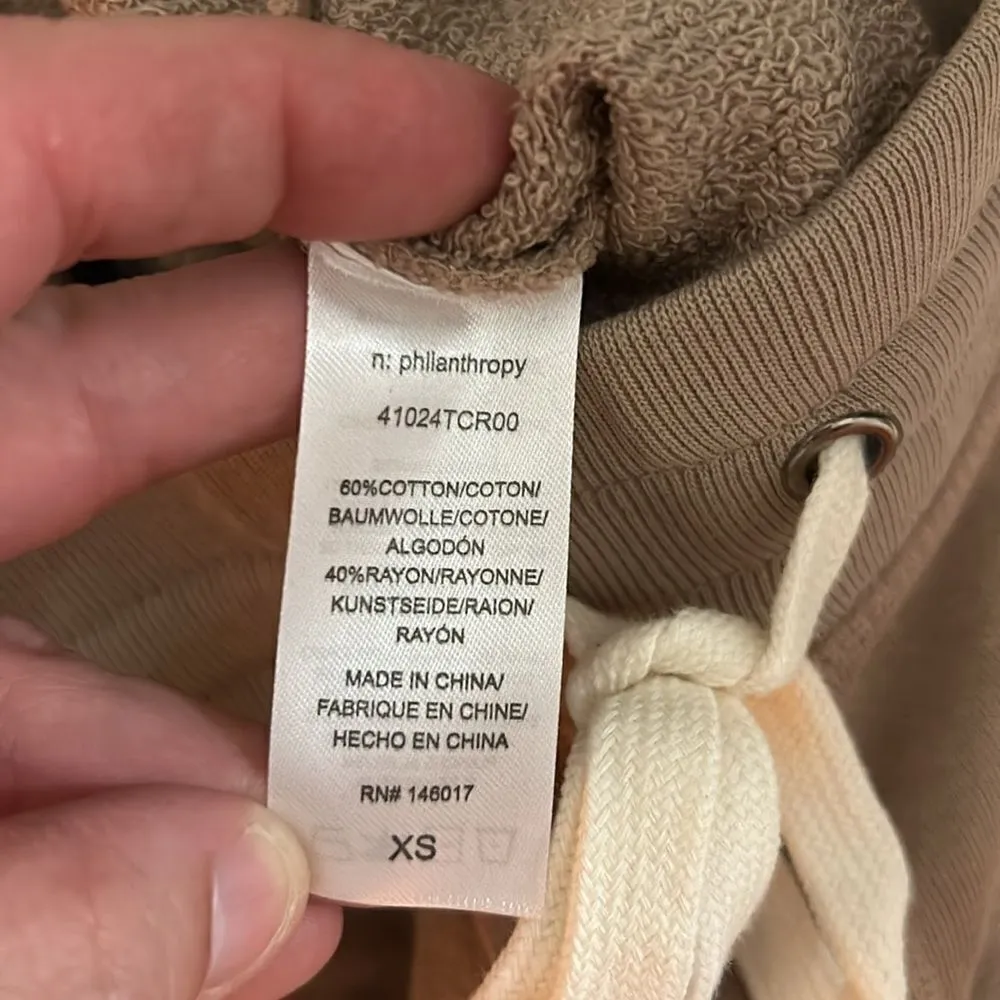 n: philanthropy
41024TCR00
60%COTTON/COTON/
BAUMWOLLE/COTONE/
ALGODÓN
40%RAYON/RAYONNE/
KUNSTSEIDE/RAION/
RAYÓN
MADE IN CHINA/
FABRIQUE EN CHINE/
HECHO EN CHINA
RN# 146017
XS